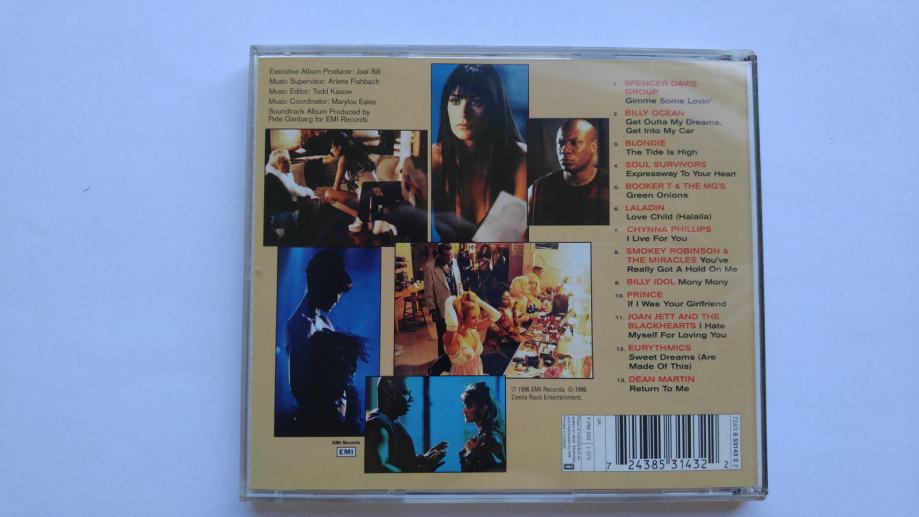 Executive Album Producer: Joel Sill
Music Supervisor: Arlene Fishbach
Music Editor: Todd Kasow
Music Coordinator: Marylou Eales
Soundtrack Album Produced by
Pete Ganbarg for EMI Records
1. SPENCER DAVIS
GROUP
Gimme Some Lovin'
2. BILLY OCEAN
Get Outta My Dreams,
Get Into My Car
3. BLONDIE
The Tide is High
4. SOUL SURVIVORS
Expressway To Your Heart
5. BOOKER T & THE MG'S
Green Onions
6. LALADIN
Love Child (Halaila)
7. CHYNNA PHILLIPS
I Live For You
8. SMOKEY ROBINSON &
THE MIRACLES You've
Really Got A Hold On Me
9. BILLY IDOL Mony Mony
10. PRINCE
If I Was Your Girlfriend
11. JOAN JETT AND THE
BLACKHEARTS I Hate
Myself For Loving You
12. EURYTHMICS
Sweet Dreams (Are
Made Of This)
13. DEAN MARTIN
Return To Me
℗ 1996 EMI Records © 1996
Castle Rock Entertainment.
EMI Records
EMI
UK:
7243 8 53143 2 7
7 24385 31432 2